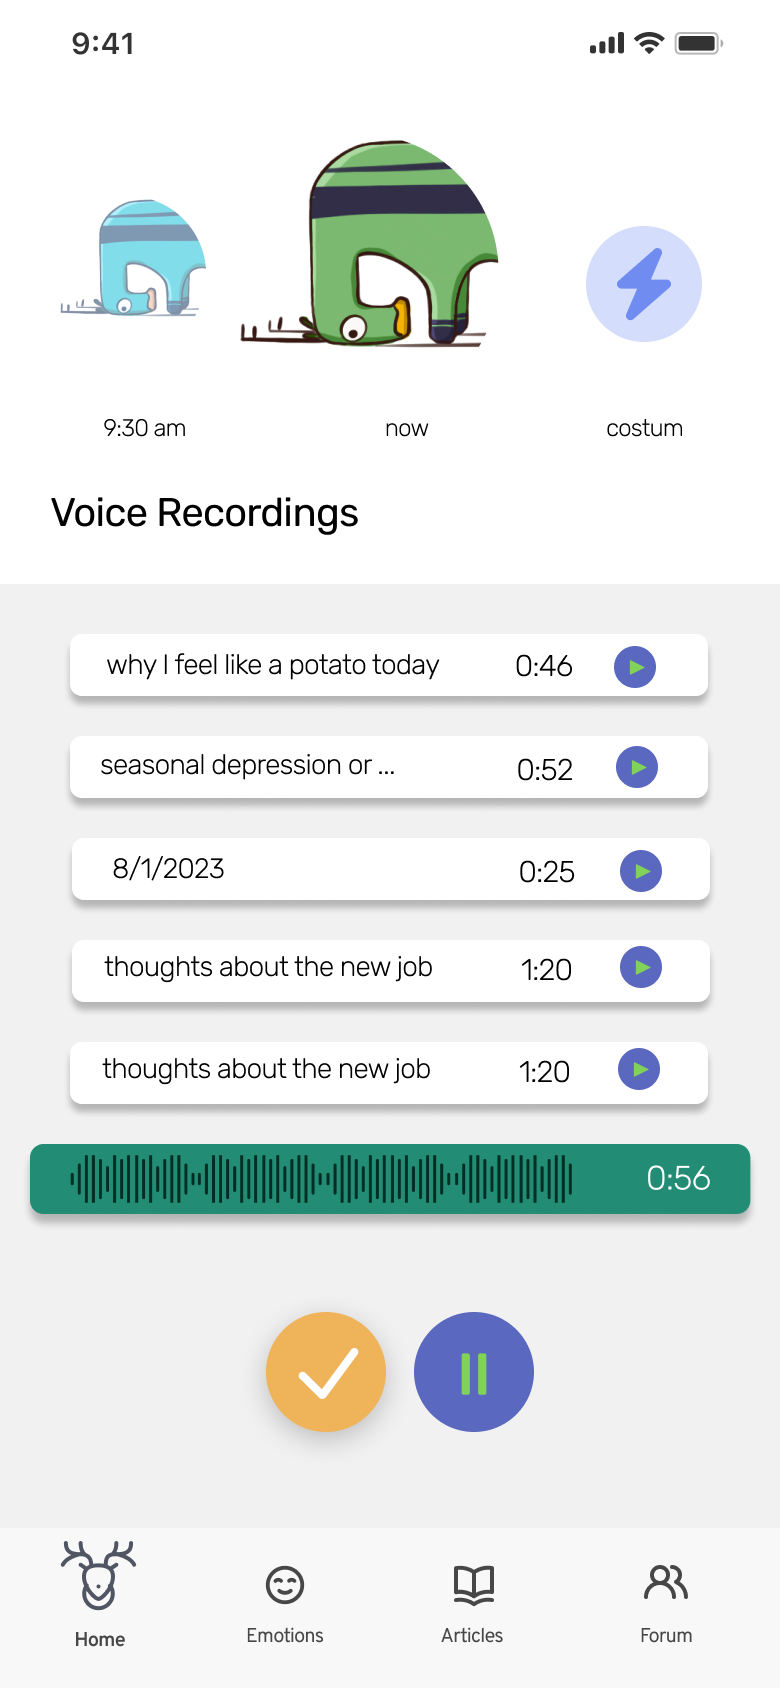 9:41
9:30 am
now
costum
Voice Recordings
why I feel like a potato today 0:46
seasonal depression or ... 0:52
8/1/2023 0:25
thoughts about the new job 1:20
thoughts about the new job 1:20
0:56
Home Emotions Articles Forum